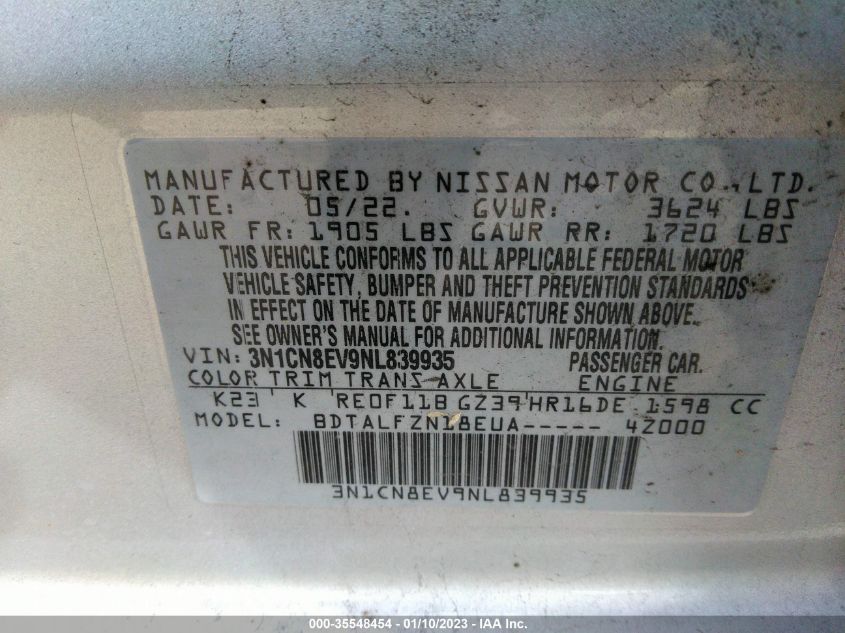 MANUFACTURED BY NISSAN MOTOR CO., LTD.
DATE: 05/22. GVWR: 3624 LBS
GAWR FR: 1905 LBS GAWR RR: 1720 LBS
THIS VEHICLE CONFORMS TO ALL APPLICABLE FEDERAL MOTOR
VEHICLE SAFETY, BUMPER AND THEFT PREVENTION STANDARDS
IN EFFECT ON THE DATE OF MANUFACTURE SHOWN ABOVE.
SEE OWNER'S MANUAL FOR ADDITIONAL INFORMATION.
VIN: 3N1CN8EV9NL839935 PASSENGER CAR.
COLOR TRIM TRANS AXLE ENGINE
K23 K RE0F11B GZ39 HR16DE 1598 CC
MODEL: BDTALFZN18EUA----- 4Z000
3N1CN8EV9NL839935
000-35548454 - 01/10/2023 - IAA Inc.